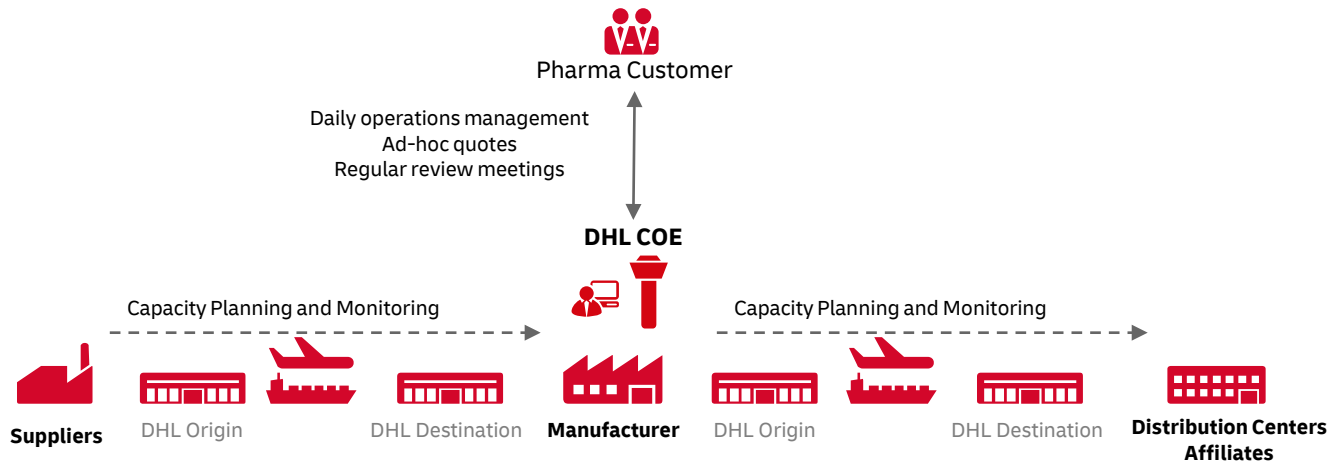 Pharma Customer
Daily operations management
Ad-hoc quotes
Regular review meetings
DHL COE
Capacity Planning and Monitoring
Capacity Planning and Monitoring
Suppliers
DHL Origin
DHL Destination
Manufacturer
DHL Origin
DHL Destination
Distribution Centers
Affiliates